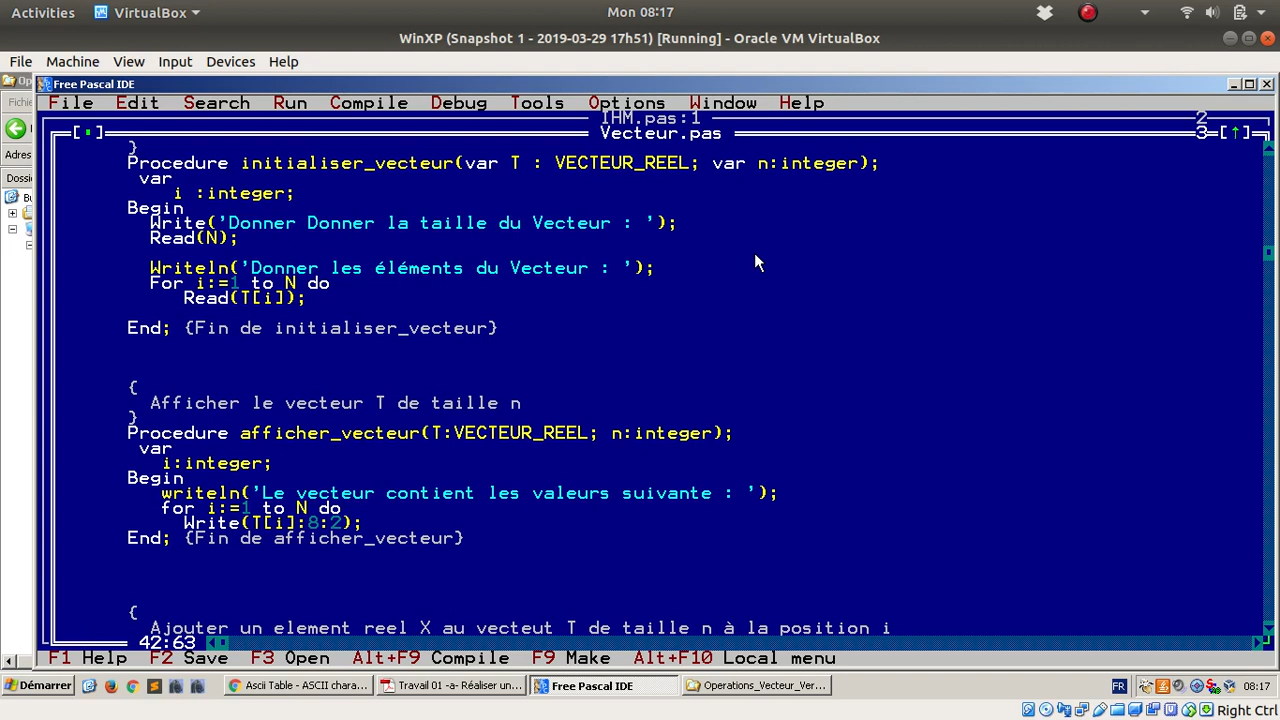 Activities VirtualBox Mon 08:17
WinXP (Snapshot 1 - 2019-03-29 17h51) [Running] - Oracle VM VirtualBox
File Machine View Input Devices Help
Free Pascal IDE
File Edit Search Run Compile Debug Tools Options Window Help
IHM.pas:1 2
Vecteur.pas 3 [↑]
}
Procedure initialiser_vecteur(var T : VECTEUR_REEL; var n:integer);
var
i :integer;
Begin
Write('Donner Donner la taille du Vecteur : ');
Read(N);
Writeln('Donner les éléments du Vecteur : ');
For i:=1 to N do
Read(T[i]);
End; {Fin de initialiser_vecteur}
{
Afficher le vecteur T de taille n
}
Procedure afficher_vecteur(T:VECTEUR_REEL; n:integer);
var
i:integer;
Begin
writeln('Le vecteur contient les valeurs suivante : ');
for i:=1 to N do
Write(T[i]:8:2);
End; {Fin de afficher_vecteur}
{
Ajouter un element reel X au vecteut T de taille n à la position i
42:63
F1 Help F2 Save F3 Open Alt+F9 Compile F9 Make Alt+F10 Local menu
Démarrer Ascii Table - ASCII chara... Travail 01 -a- Réaliser un... Free Pascal IDE Operations_Vecteur_Ver... FR 08:17
Right Ctrl